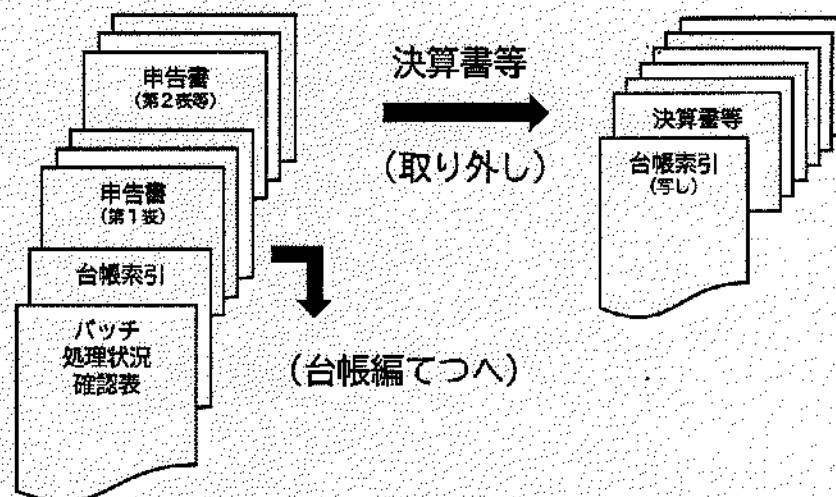 申告書
(第2表等)
申告書
(第1表)
台帳索引
バッチ
処理状況
確認表
決算書等
(取り外し)
(台帳編てつへ)
決算書等
台帳索引
(写し)